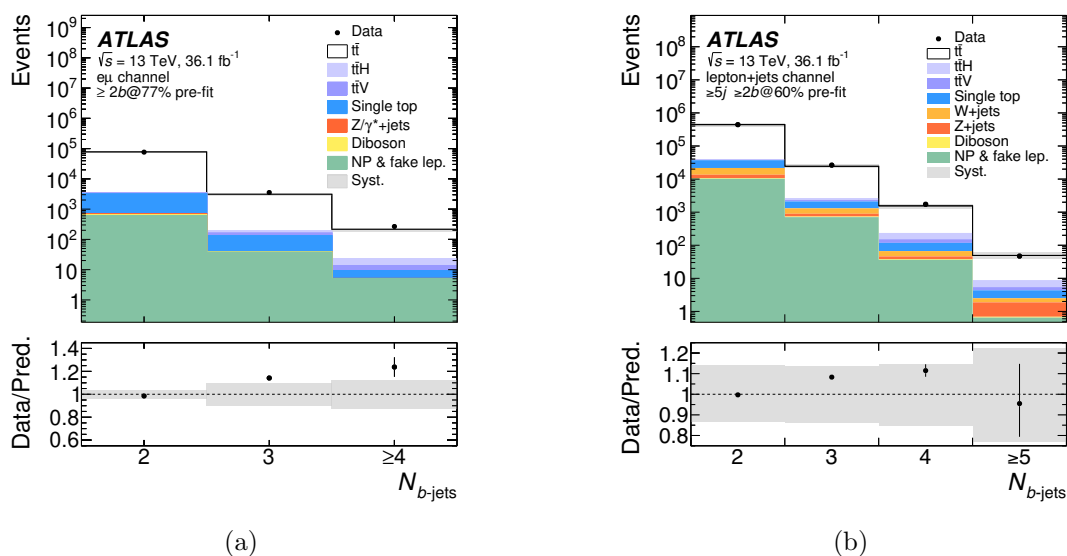 Events
10⁹
10⁸
10⁷
10⁶
10⁵
10⁴
10³
10²
10
1
ATLAS
√s = 13 TeV, 36.1 fb⁻¹
eμ channel
≥ 2b@77% pre-fit
Data
tt̄
tt̄H
tt̄V
Single top
Z/γ*+jets
Diboson
NP & fake lep.
Syst.
Data/Pred.
1.4
1.2
1
0.8
0.6
2 3 ≥4
N b-jets
(a)
Events
10⁹
10⁸
10⁷
10⁶
10⁵
10⁴
10³
10²
10
1
ATLAS
√s = 13 TeV, 36.1 fb⁻¹
lepton+jets channel
≥5j ≥2b@60% pre-fit
Data
tt̄
tt̄H
tt̄V
Single top
W+jets
Z+jets
Diboson
NP & fake lep.
Syst.
Data/Pred.
1.2
1.1
1
0.9
0.8
2 3 4 ≥5
N b-jets
(b)